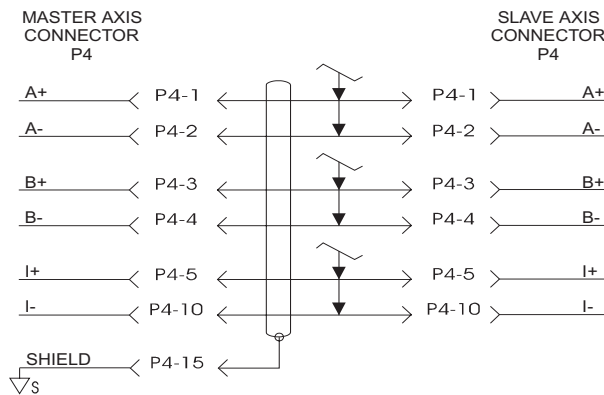 MASTER AXIS
CONNECTOR
P4
SLAVE AXIS
CONNECTOR
P4
A+ P4-1 P4-1 A+
A- P4-2 P4-2 A-
B+ P4-3 P4-3 B+
B- P4-4 P4-4 B-
I+ P4-5 P4-5 I+
I- P4-10 P4-10 I-
SHIELD P4-15
S